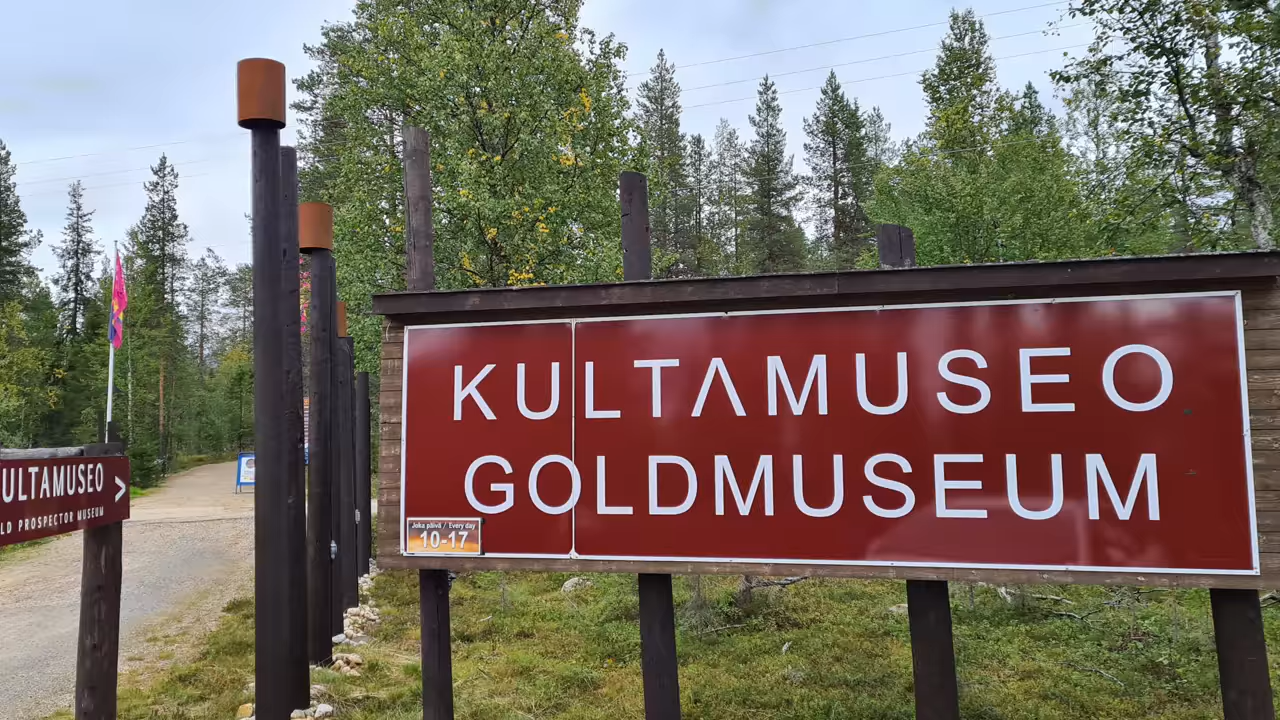 KULTAMUSEO
GOLDMUSEUM
Joka päivä / Every day
10-17
ULTAMUSEO >
LD PROSPECTOR MUSEUM